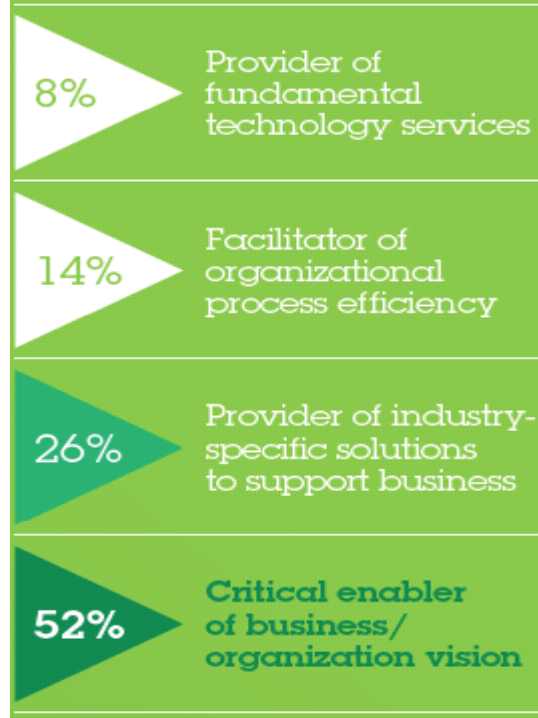 8%
Provider of
fundamental
technology services
14%
Facilitator of
organizational
process efficiency
26%
Provider of industry-
specific solutions
to support business
52%
Critical enabler
of business/
organization vision